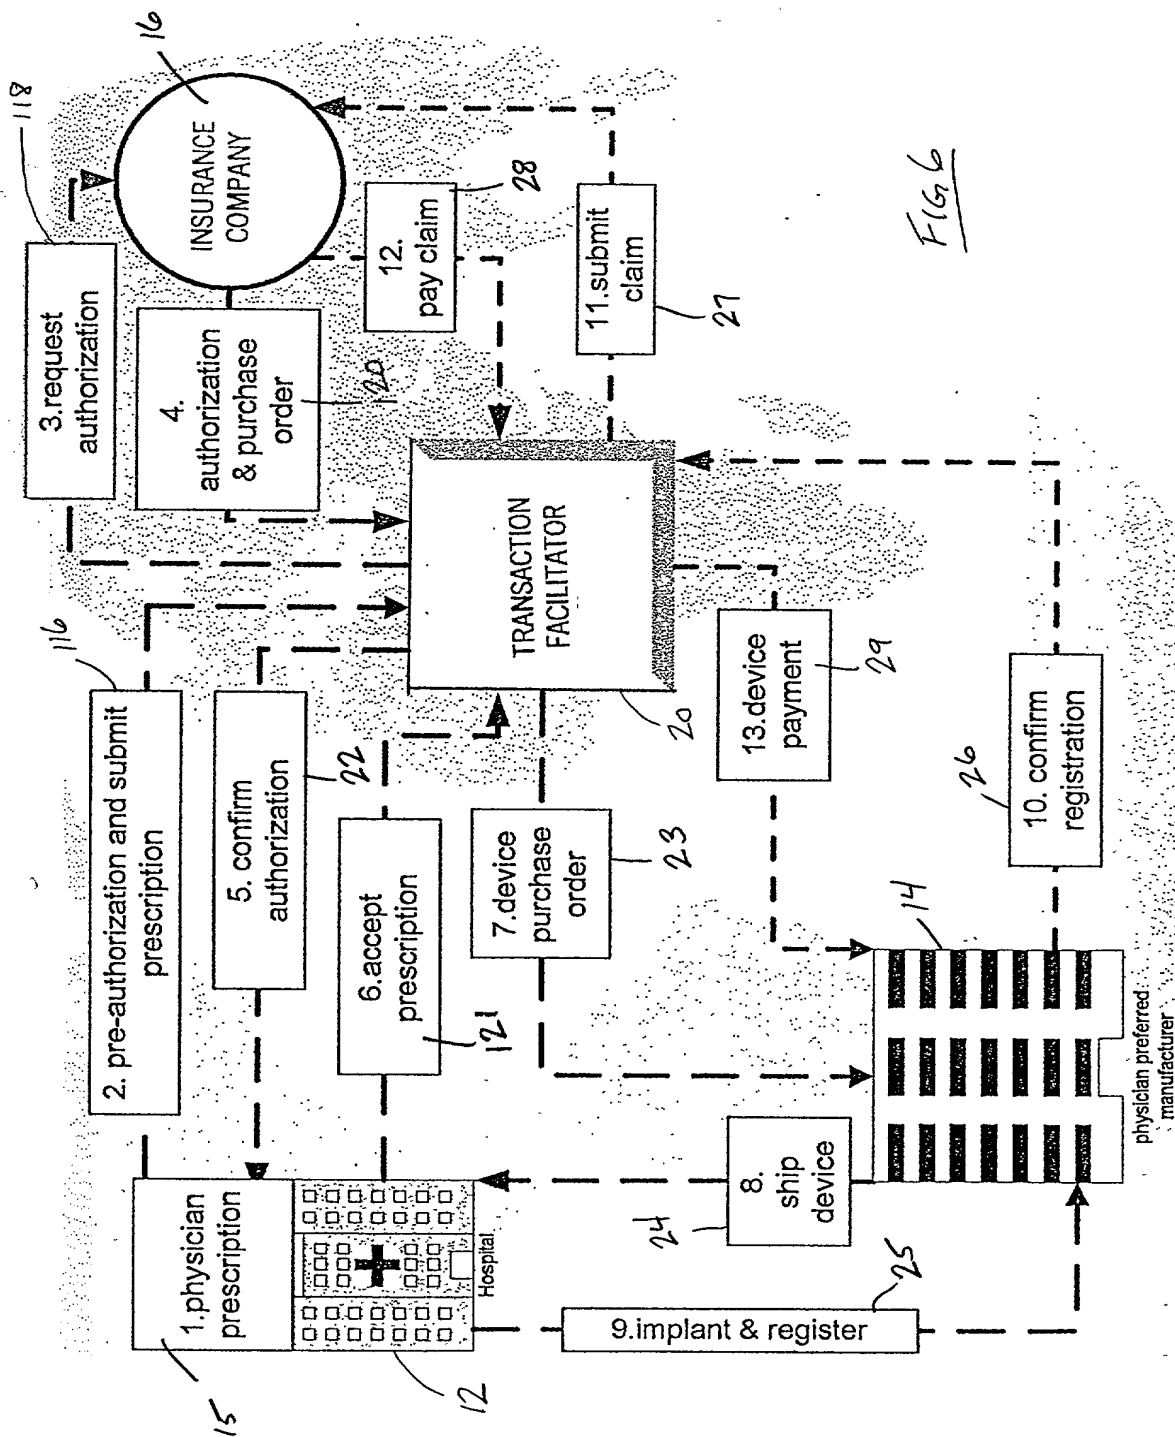 118
16
3.request
authorization
INSURANCE
COMPANY
4.
authorization
& purchase
order
120
12.
pay claim
28
11.submit
claim
27
FIG 6
116
2. pre-authorization and submit
prescription
5. confirm
authorization
22
6.accept
prescription
121
TRANSACTION
FACILITATOR
20
7.device
purchase
order
23
13.device
payment
29
10. confirm
registration
26
1.physician
prescription
15
Hospital
12
8.
ship
device
24
9.implant & register
25
14
physician preferred
manufacturer